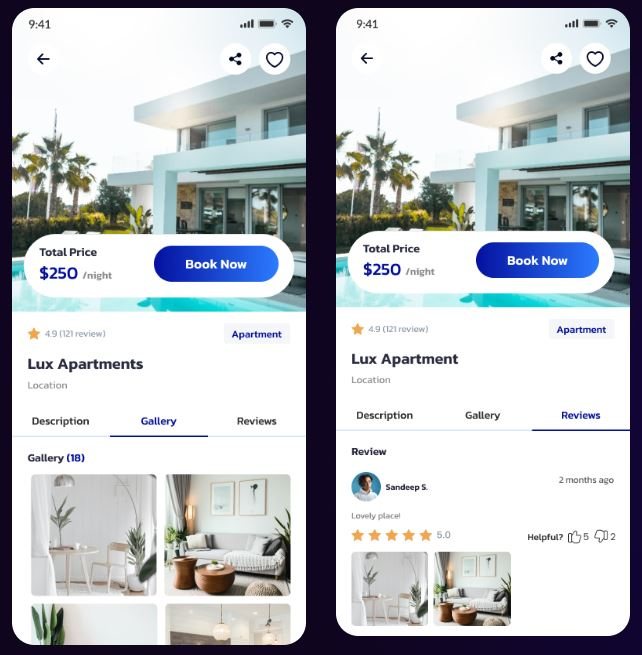 9:41
Total Price
$250 /night
Book Now
4.9 (121 review)
Apartment
Lux Apartments
Location
Description Gallery Reviews
Gallery (18)
9:41
Total Price
$250 /night
Book Now
4.9 (121 review)
Apartment
Lux Apartment
Location
Description Gallery Reviews
Review
Sandeep S.
2 months ago
Lovely place!
5.0
Helpful? 5 2